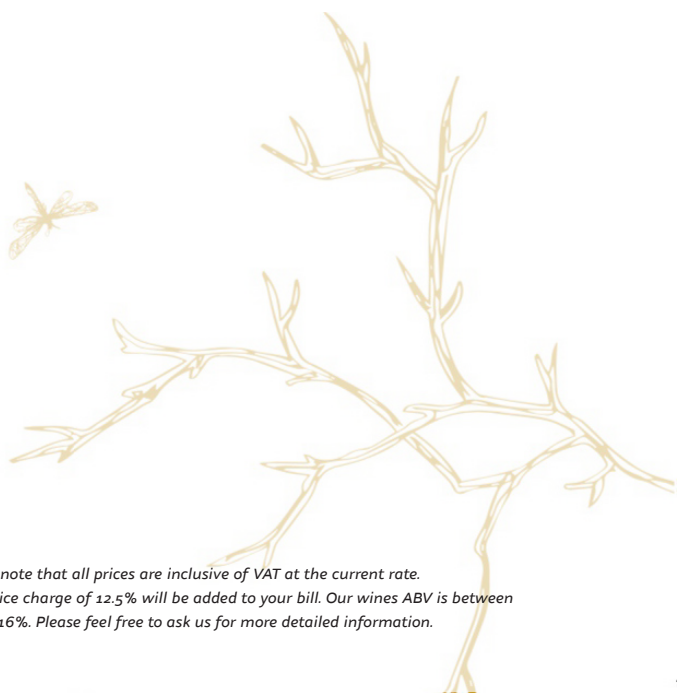 note that all prices are inclusive of VAT at the current rate.
ice charge of 12.5% will be added to your bill. Our wines ABV is between
16%. Please feel free to ask us for more detailed information.